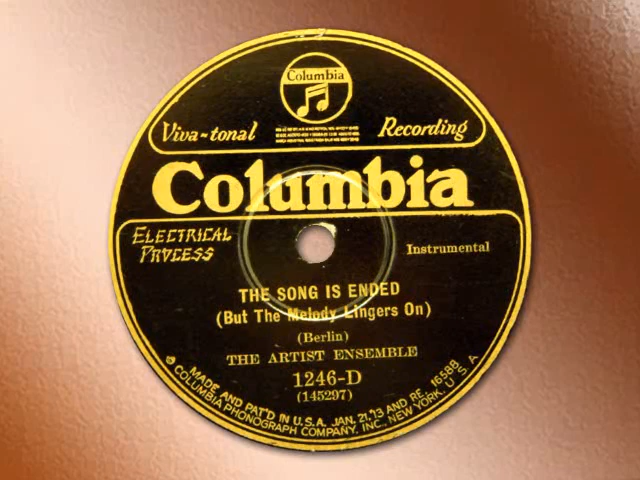 Columbia
Viva-tonal Recording
Columbia
ELECTRICAL PROCESS
Instrumental
THE SONG IS ENDED
(But The Melody Lingers On)
(Berlin)
THE ARTIST ENSEMBLE
1246-D
(145297)
MADE AND PAT'D IN U.S.A. JAN. 21, '13 AND RE. 16588
COLUMBIA PHONOGRAPH COMPANY, INC., NEW YORK, U.S.A.